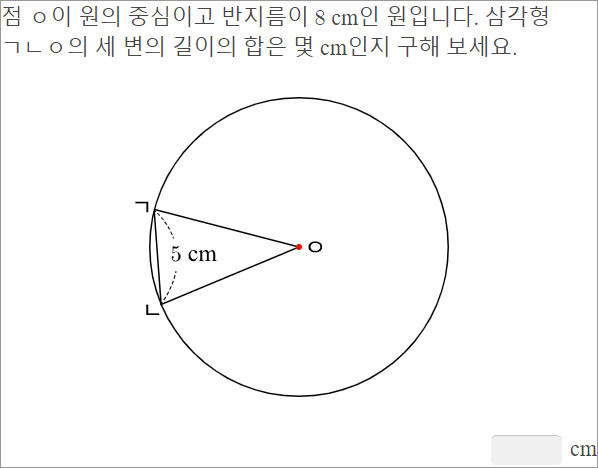 점 ㅇ이 원의 중심이고 반지름이 8 cm인 원입니다. 삼각형
ㄱㄴㅇ의 세 변의 길이의 합은 몇 cm인지 구해 보세요.
ㄱ
5 cm
ㅇ
ㄴ
cm